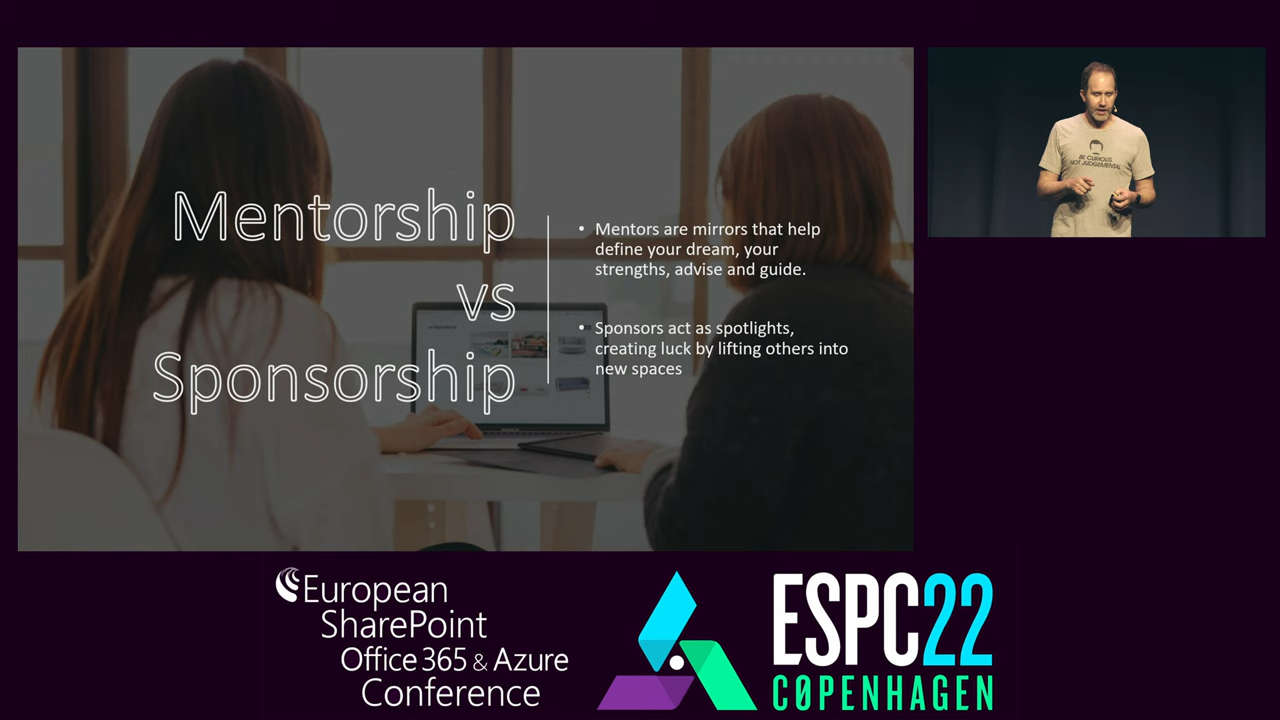 Mentorship
vs
Sponsorship
• Mentors are mirrors that help
define your dream, your
strengths, advise and guide.
• Sponsors act as spotlights,
creating luck by lifting others into
new spaces
BE CURIOUS
NOT JUDGEMENTAL
European
SharePoint
Office 365 & Azure
Conference
ESPC22
CØPENHAGEN